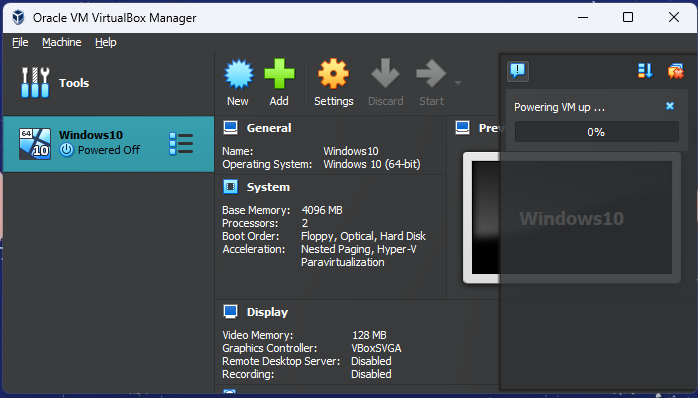 Oracle VM VirtualBox Manager
File Machine Help
Tools
New Add Settings Discard Start
64
10
Windows10
Powered Off
General
Name: Windows10
Operating System: Windows 10 (64-bit)
System
Base Memory: 4096 MB
Processors: 2
Boot Order: Floppy, Optical, Hard Disk
Acceleration: Nested Paging, Hyper-V
Paravirtualization
Display
Video Memory: 128 MB
Graphics Controller: VBoxSVGA
Remote Desktop Server: Disabled
Recording: Disabled
Prev
Windows10
Powering VM up ...
0%